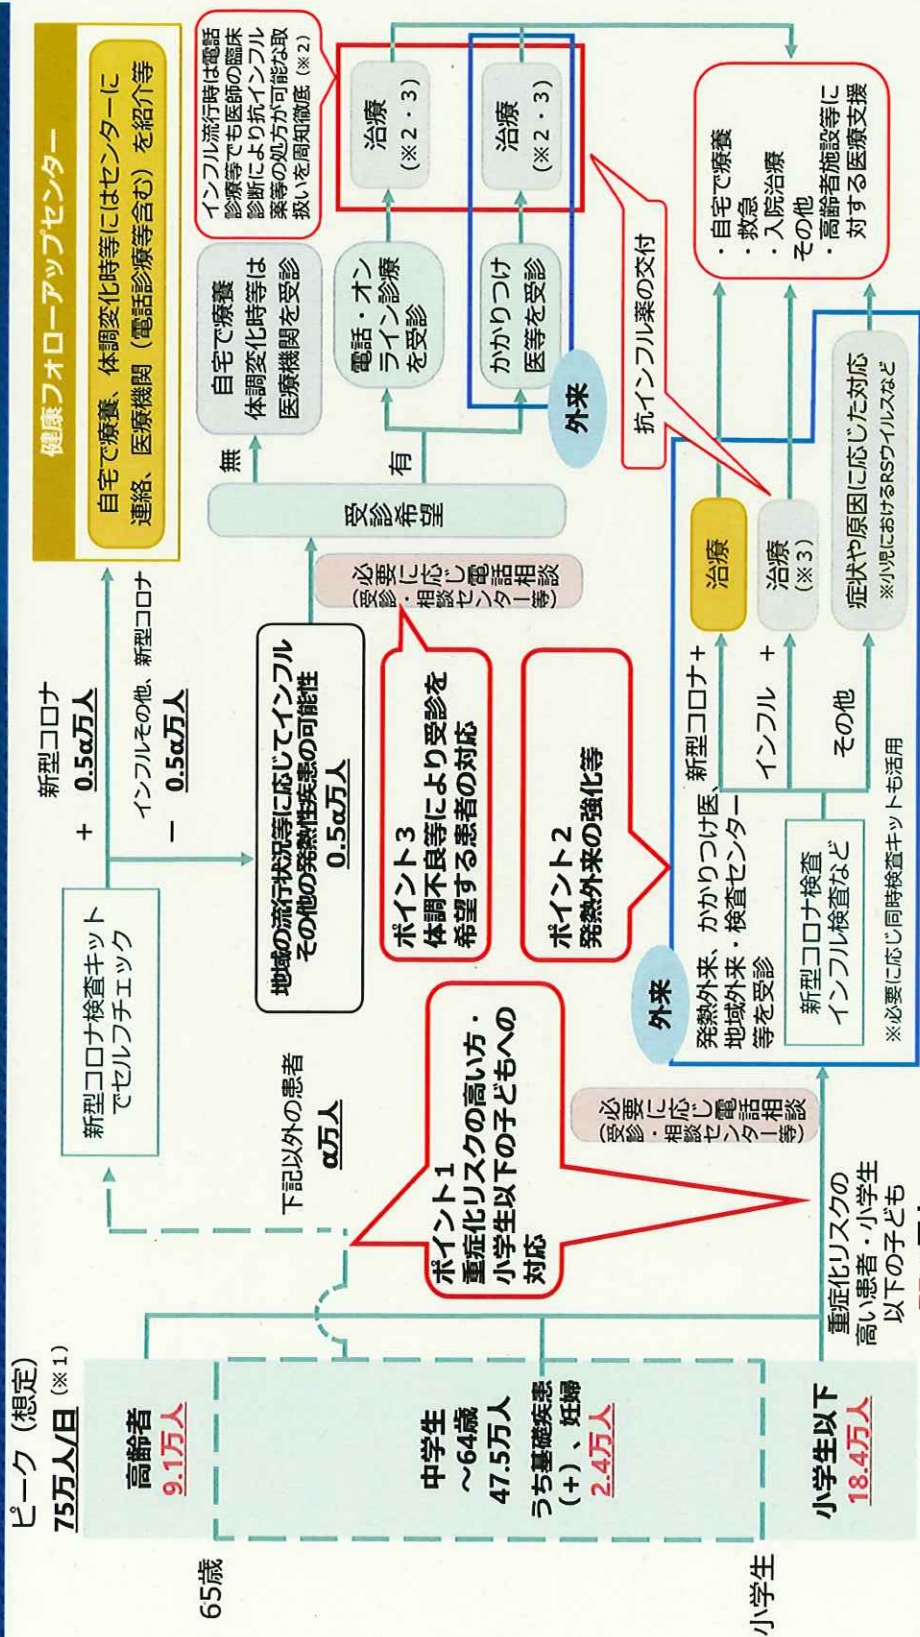 ピーク（想定）
75万人/日（※1）
65歳
高齢者
9.1万人
中学生
～64歳
47.5万人
うち基礎疾患
（+）、妊婦
2.4万人
小学生
小学生以下
18.4万人
下記以外の患者
α万人
新型コロナ検査キット
でセルフチェック
新型コロナ
+ 0.5α万人
インフルその他、新型コロナ
− 0.5α万人
健康フォローアップセンター
自宅で療養、体調変化時等にはセンターに
連絡、医療機関（電話診療等含む）を紹介等
地域の流行状況等に応じてインフル
その他の発熱性疾患の可能性
0.5α万人
必要に応じ電話相談
（受診・相談センター等）
受診希望
無
有
自宅で療養
体調変化時等は
医療機関を受診
インフル流行時は電話
診療等でも医師の臨床
診断により抗インフル
薬等の処方が可能な取
扱いを周知徹底（※2）
電話・オン
ライン診療
を受診
治療
（※2・3）
かかりつけ
医等を受診
治療
（※2・3）
外来
ポイント3
体調不良等により受診を
希望する患者の対応
ポイント2
発熱外来の強化等
ポイント1
重症化リスクの高い方・
小学生以下の子どもへの
対応
抗インフル薬の交付
重症化リスクの
高い患者・小学生
以下の子ども
必要に応じ電話相談
（受診・相談センター等）
外来
発熱外来、かかりつけ医、
地域外来・検査センター
等を受診
新型コロナ検査
インフル検査など
※必要に応じ同時検査キットも活用
新型コロナ+
インフル +
その他
治療
治療
（※3）
症状や原因に応じた対応
※小児におけるRSウイルスなど
・自宅で療養
・救急
・入院治療
その他
・高齢者施設等に
対する医療支援